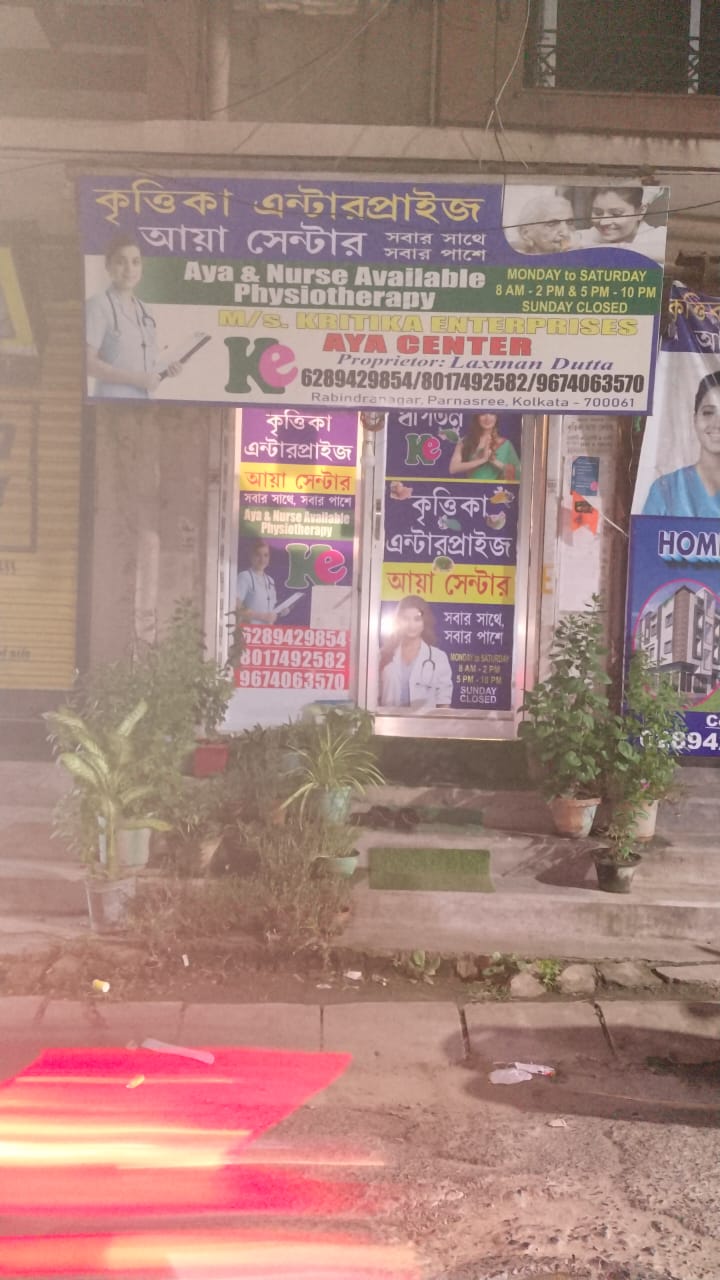 কৃত্তিকা এন্টারপ্রাইজ
আয়া সেন্টার সবার সাথে
সবার পাশে
Aya & Nurse Available
Physiotherapy
MONDAY to SATURDAY
8 AM - 2 PM & 5 PM - 10 PM
SUNDAY CLOSED
M/s. KRITIKA ENTERPRISES
AYA CENTER
Proprietor: Laxman Dutta
Ke
6289429854/8017492582/9674063570
Rabindranagar, Parnasree, Kolkata - 700061
কৃত্তিকা
এন্টারপ্রাইজ
আয়া সেন্টার
সবার সাথে, সবার পাশে
Aya & Nurse Available
Physiotherapy
Ke
6289429854
8017492582
9674063570
স্বাগতম
Ke
কৃত্তিকা
এন্টারপ্রাইজ
আয়া সেন্টার
সবার সাথে,
সবার পাশে
MONDAY to SATURDAY
8 AM - 2 PM
5 PM - 10 PM
SUNDAY
CLOSED